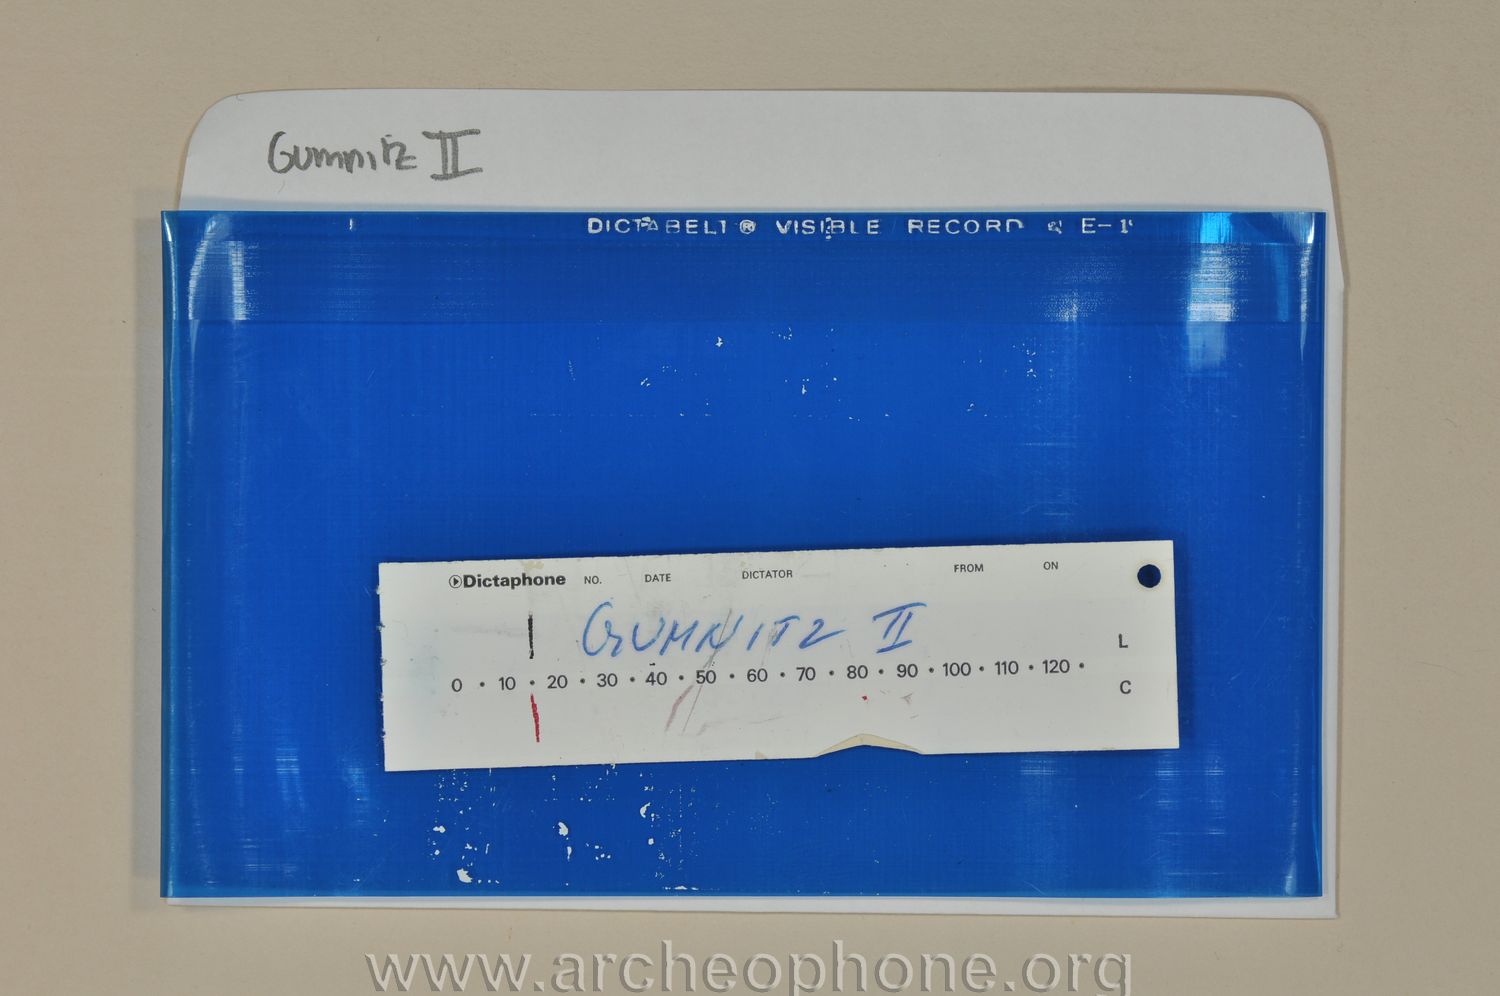 Gumnitz II
DICTABELT® VISIBLE RECORD & E-1
Dictaphone NO. DATE DICTATOR FROM ON
GUMNITZ II
L
0 · 10 · 20 · 30 · 40 · 50 · 60 · 70 · 80 · 90 · 100 · 110 · 120 ·
C
www.archeophone.org